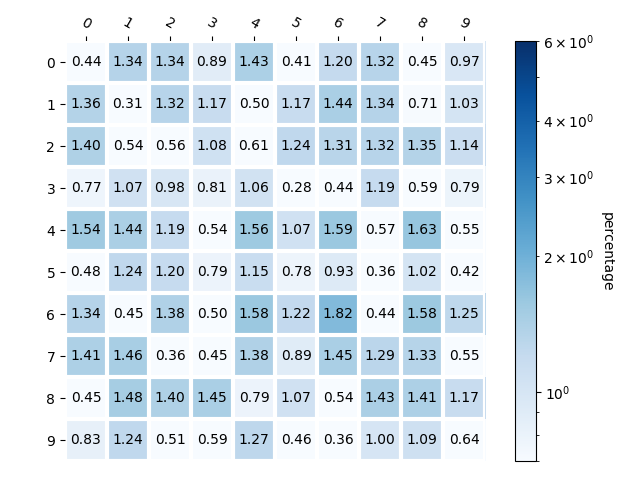 0 1 2 3 4 5 6 7 8 9
0 0.44 1.34 1.34 0.89 1.43 0.41 1.20 1.32 0.45 0.97
1 1.36 0.31 1.32 1.17 0.50 1.17 1.44 1.34 0.71 1.03
2 1.40 0.54 0.56 1.08 0.61 1.24 1.31 1.32 1.35 1.14
3 0.77 1.07 0.98 0.81 1.06 0.28 0.44 1.19 0.59 0.79
4 1.54 1.44 1.19 0.54 1.56 1.07 1.59 0.57 1.63 0.55
5 0.48 1.24 1.20 0.79 1.15 0.78 0.93 0.36 1.02 0.42
6 1.34 0.45 1.38 0.50 1.58 1.22 1.82 0.44 1.58 1.25
7 1.41 1.46 0.36 0.45 1.38 0.89 1.45 1.29 1.33 0.55
8 0.45 1.48 1.40 1.45 0.79 1.07 0.54 1.43 1.41 1.17
9 0.83 1.24 0.51 0.59 1.27 0.46 0.36 1.00 1.09 0.64
6 × 10⁰
4 × 10⁰
3 × 10⁰
2 × 10⁰
10⁰
percentage